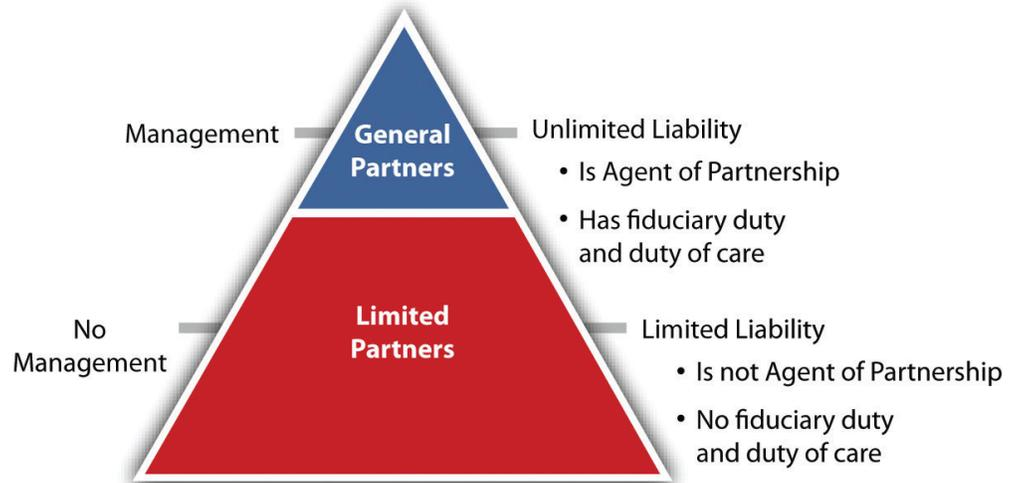 Management
General
Partners
Unlimited Liability
• Is Agent of Partnership
• Has fiduciary duty
and duty of care
No
Management
Limited
Partners
Limited Liability
• Is not Agent of Partnership
• No fiduciary duty
and duty of care